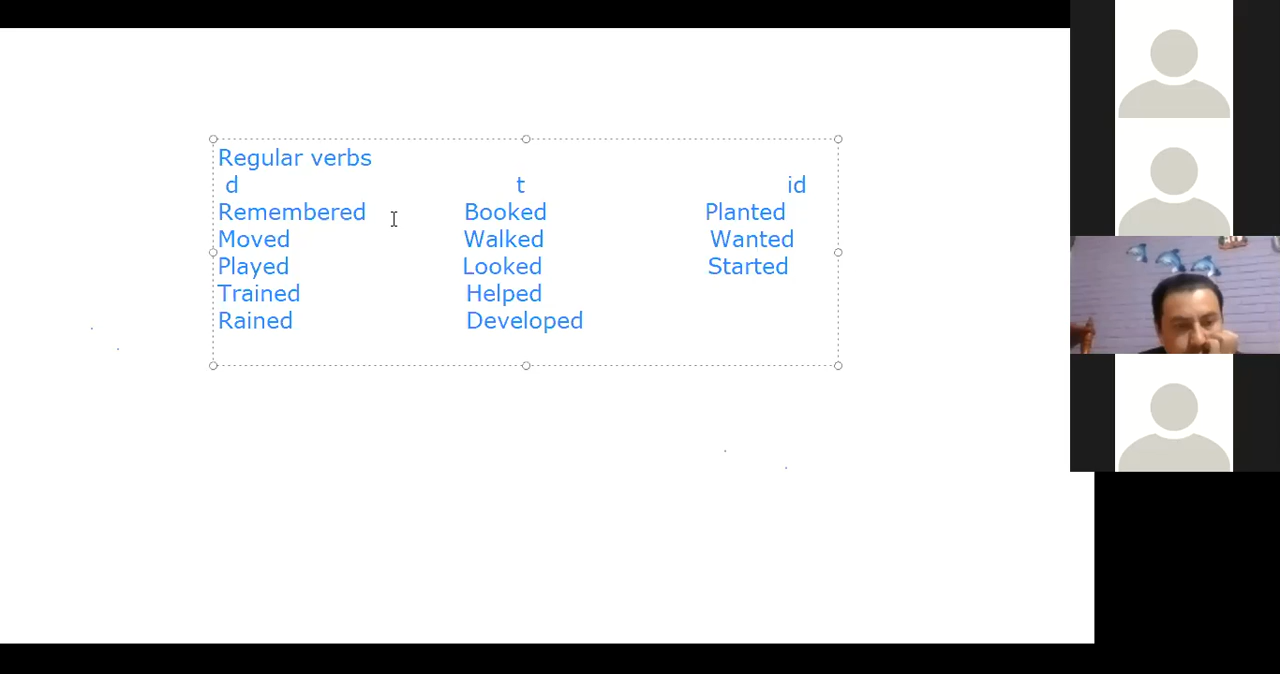 Regular verbs
d t id
Remembered Booked Planted
Moved Walked Wanted
Played Looked Started
Trained Helped
Rained Developed